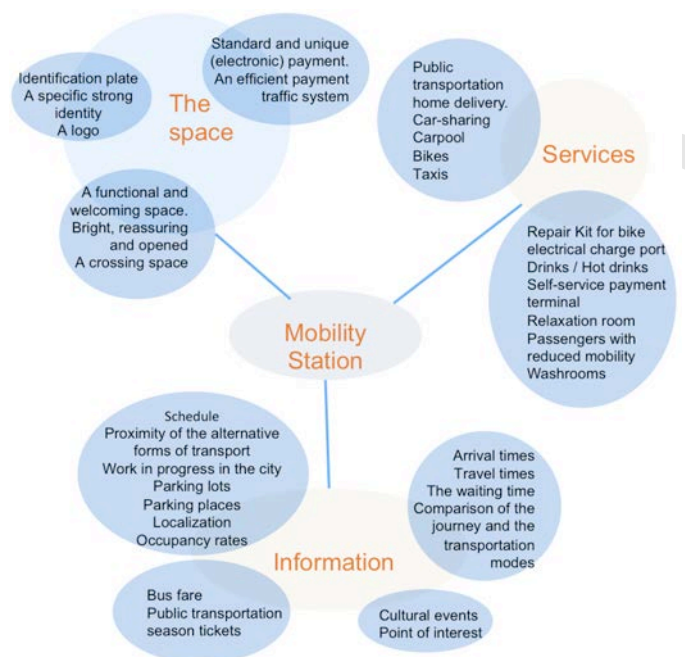 Standard and unique
(electronic) payment.
An efficient payment
traffic system
Identification plate
A specific strong
identity
A logo
The
space
A functional and
welcoming space.
Bright, reassuring
and opened
A crossing space
Public
transportation
home delivery.
Car-sharing
Carpool
Bikes
Taxis
Services
Repair Kit for bike
electrical charge port
Drinks / Hot drinks
Self-service payment
terminal
Relaxation room
Passengers with
reduced mobility
Washrooms
Mobility
Station
Schedule
Proximity of the alternative
forms of transport
Work in progress in the city
Parking lots
Parking places
Localization
Occupancy rates
Arrival times
Travel times
The waiting time
Comparison of the
journey and the
transportation
modes
Information
Bus fare
Public transportation
season tickets
Cultural events
Point of interest